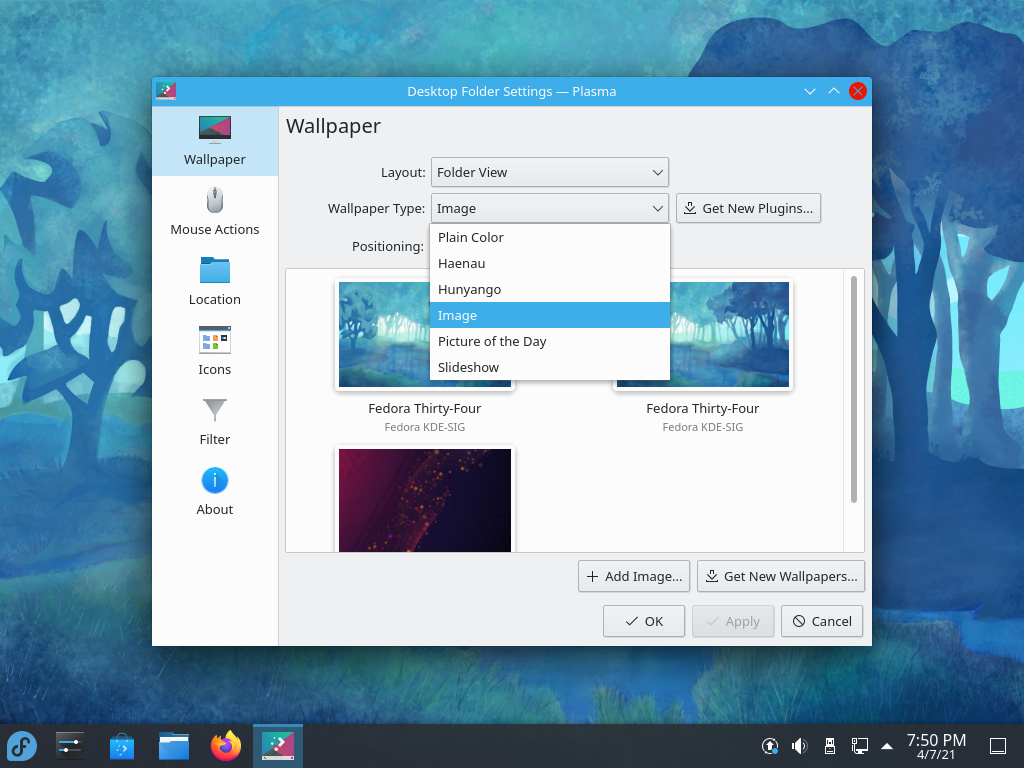 Desktop Folder Settings — Plasma
Wallpaper
Mouse Actions
Location
Icons
Filter
i
About
Wallpaper
Layout: Folder View
Wallpaper Type: Image
Get New Plugins...
Positioning:
Plain Color
Haenau
Hunyango
Image
Picture of the Day
Slideshow
Fedora Thirty-Four
Fedora KDE-SIG
Fedora Thirty-Four
Fedora KDE-SIG
Add Image...
Get New Wallpapers...
OK
Apply
Cancel
7:50 PM
4/7/21